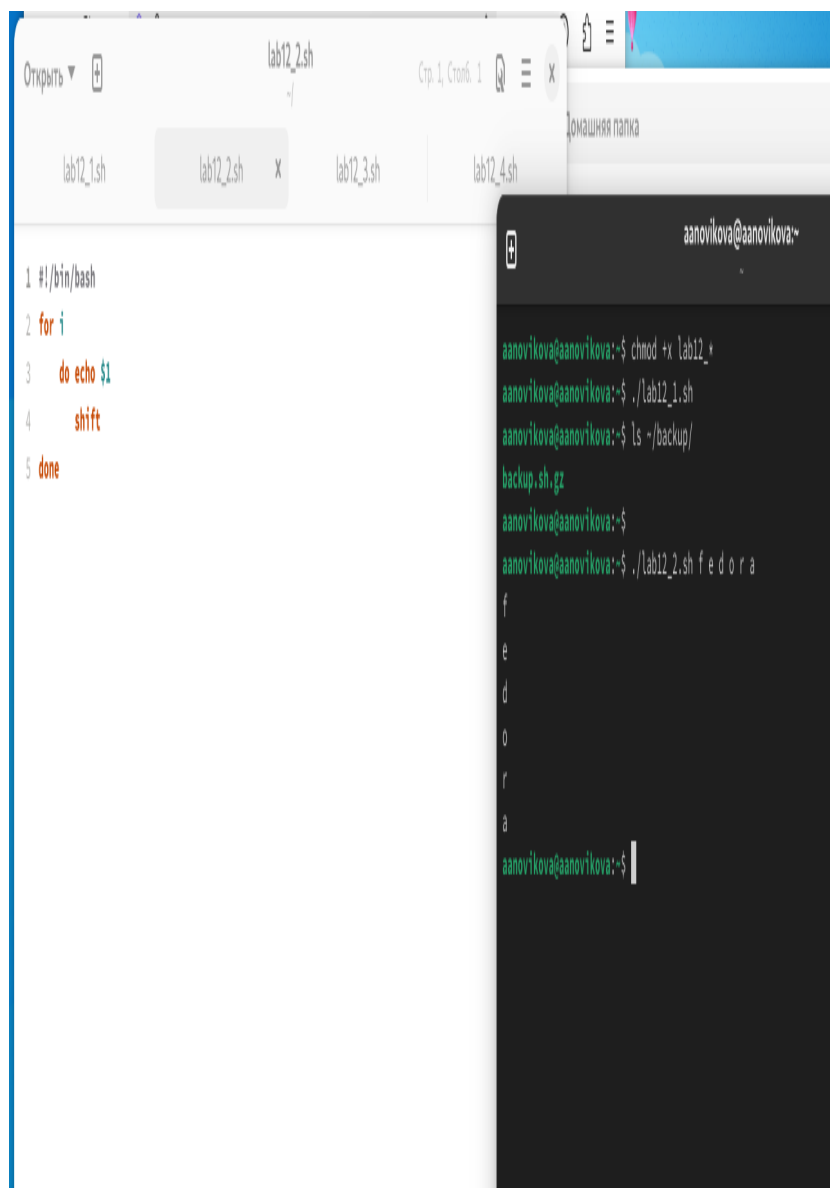 Открыть
lab12_2.sh
~/
Стр. 1, Столб. 1
lab12_1.sh
lab12_2.sh
lab12_3.sh
lab12_4.sh
1 #!/bin/bash
2 for i
3 do echo $1
4 shift
5 done
Домашняя папка
aanovikova@aanovikova:~
~
aanovikova@aanovikova:~$ chmod +x lab12_*
aanovikova@aanovikova:~$ ./lab12_1.sh
aanovikova@aanovikova:~$ ls ~/backup/
backup.sh.gz
aanovikova@aanovikova:~$
aanovikova@aanovikova:~$ ./lab12_2.sh f e d o r a
f
e
d
o
r
a
aanovikova@aanovikova:~$